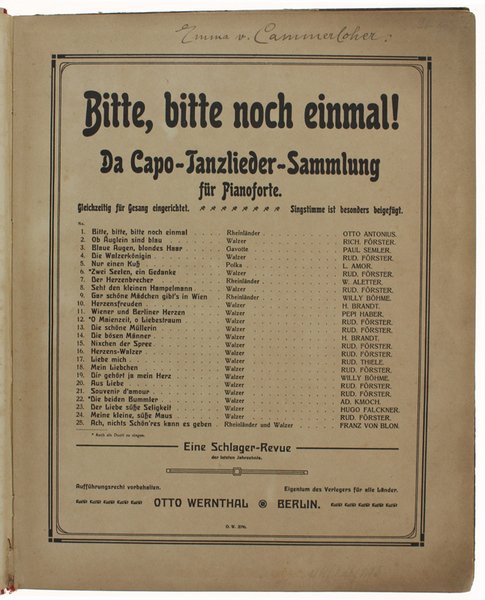 Emma v. Cammerloher:
Bitte, bitte noch einmal!
Da Capo-Tanzlieder-Sammlung
für Pianoforte.
Gleichzeitig für Gesang eingerichtet. Singstimme ist besonders beigefügt.
No.
1. Bitte, bitte, bitte noch einmal Rheinländer OTTO ANTONIUS.
2. Ob Äuglein sind blau Walzer RICH. FÖRSTER.
3. Blaue Augen, blondes Haar Gavotte PAUL SEMLER.
4. Die Walzerkönigin Walzer RUD. FÖRSTER.
5. Nur einen Kuß Polka L. AMOR.
6. *Zwei Seelen, ein Gedanke Walzer RUD. FÖRSTER.
7. Der Herzenbrecher Rheinländer W. ALETTER.
8. Seht den kleinen Hampelmann Walzer RUD. FÖRSTER.
9. Gar schöne Mädchen gibt's in Wien Rheinländer WILLY BÖHME.
10. Herzensfreuden Walzer H. BRANDT.
11. Wiener und Berliner Herzen Walzer PEPI HABER.
12. *O Maienzeit, o Liebestraum Walzer RUD. FÖRSTER.
13. Die schöne Müllerin Walzer RUD. FÖRSTER.
14. Die bösen Männer Walzer H. BRANDT.
15. Nixchen der Spree Walzer RUD. FÖRSTER.
16. Herzens-Walzer Walzer RUD. FÖRSTER.
17. Liebe mich Walzer RUD. THIELE.
18. Mein Liebchen Walzer RUD. FÖRSTER.
19. Dir gehört ja mein Herz Walzer WILLY BÖHME.
20. Aus Liebe Walzer RUD. FÖRSTER.
21. Souvenir d'amour Walzer RUD. FÖRSTER.
22. *Die beiden Bummler Walzer AD. KMOCH.
23. Der Liebe süße Seligkeit Walzer HUGO FALCKNER.
24. Meine kleine, süße Maus Walzer RUD. FÖRSTER.
25. Ach, nichts Schön'res kann es geben Rheinländer und Walzer FRANZ VON BLON.
* Auch als Duett zu singen.
Eine Schlager-Revue
der letzten Jahrzehnte.
Aufführungsrecht vorbehalten. Eigentum des Verlegers für alle Länder.
OTTO WERNTHAL BERLIN.